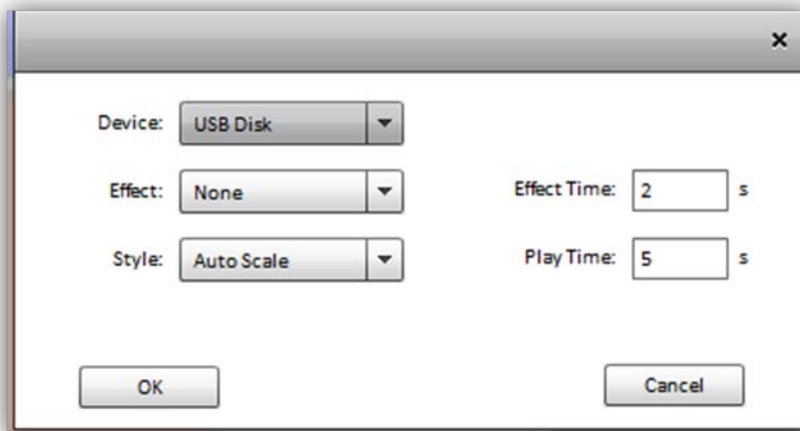 Device: USB Disk
Effect: None Effect Time: 2 s
Style: Auto Scale Play Time: 5 s
OK Cancel